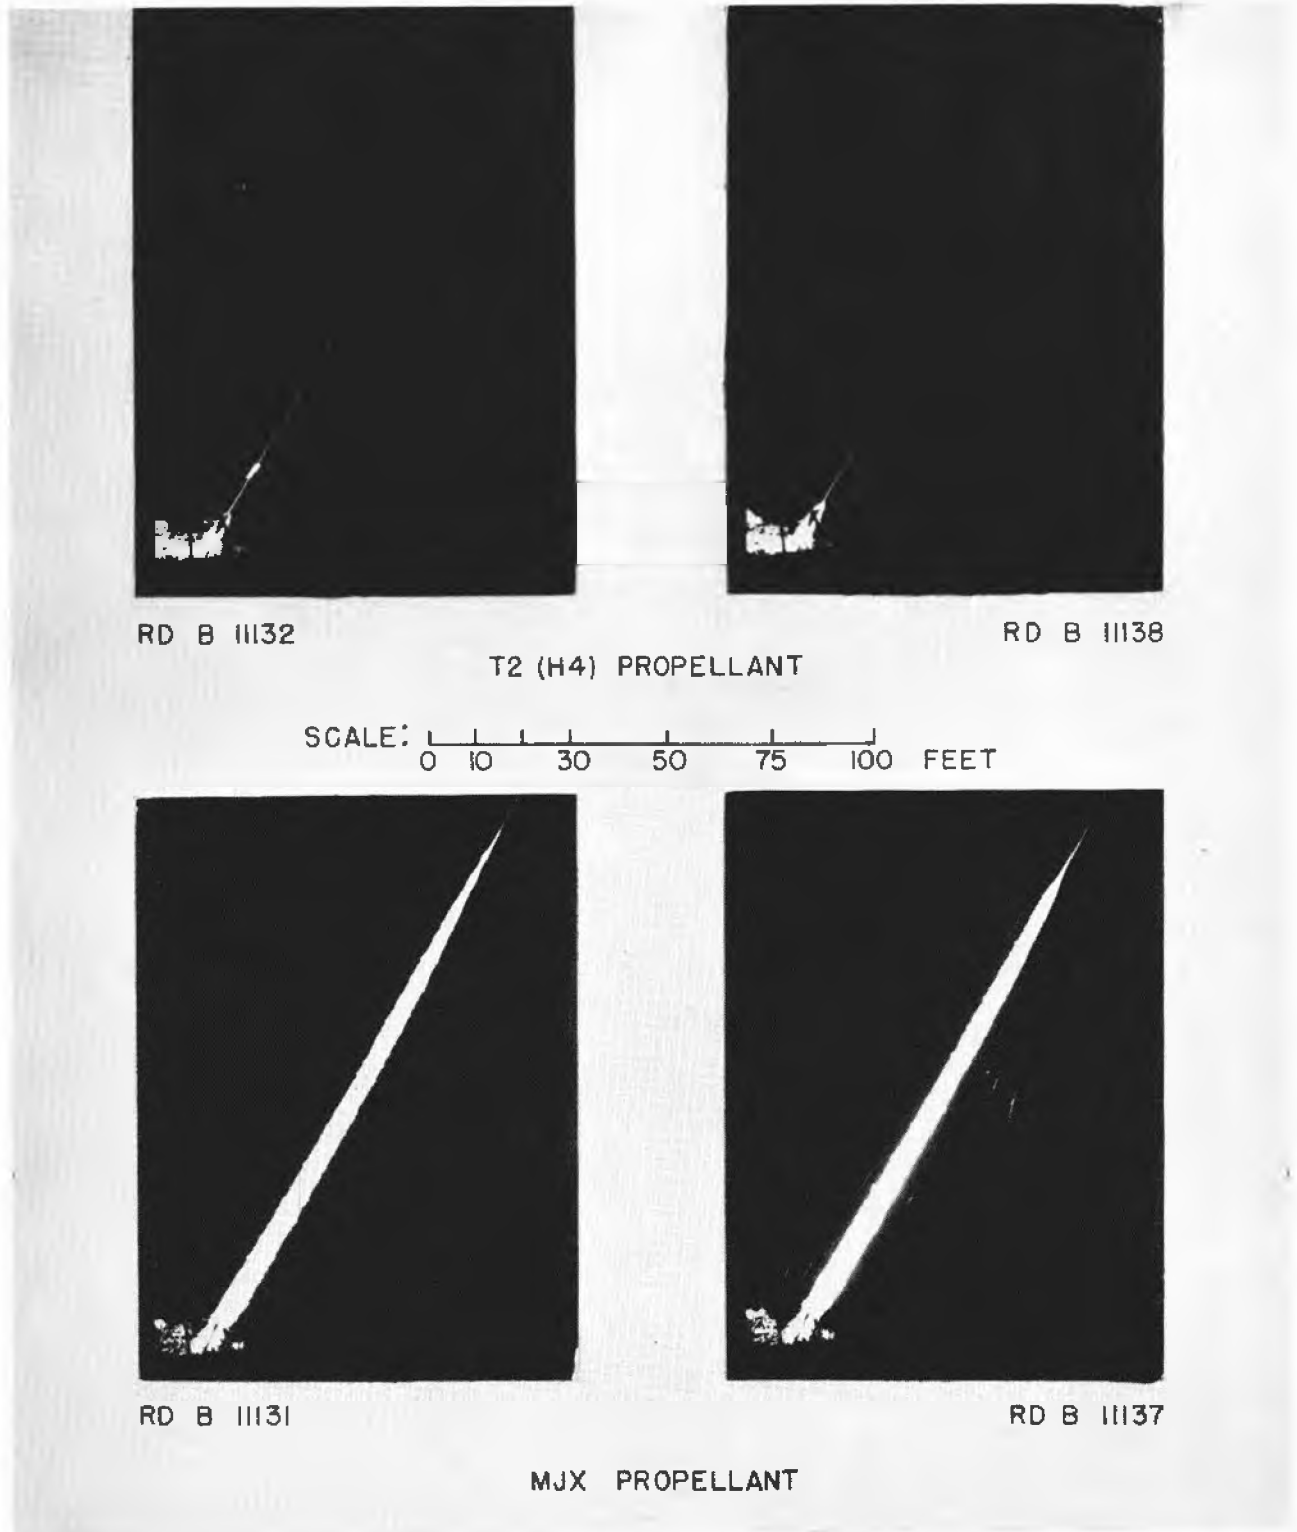 RD B 11132
RD B 11138
T2 (H4) PROPELLANT
SCALE:
0 10 30 50 75 100 FEET
RD B 11131
RD B 11137
MJX PROPELLANT